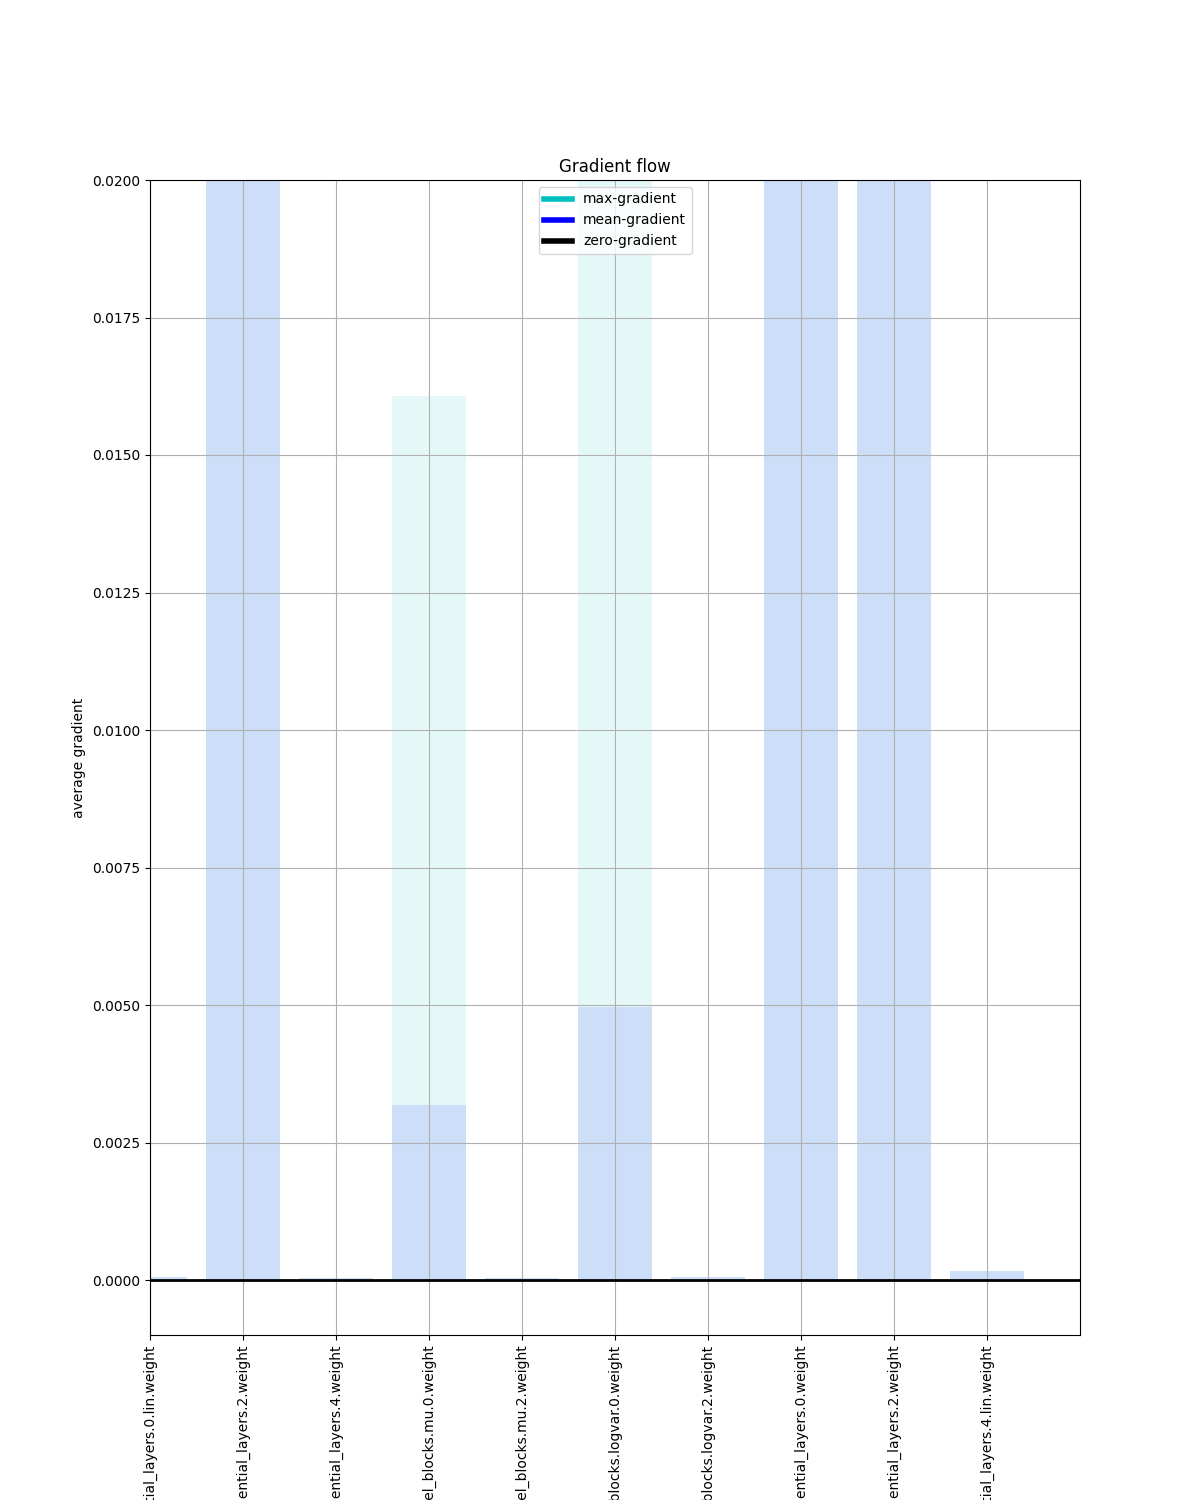 Gradient flow
max-gradient
mean-gradient
zero-gradient
0.0200
0.0175
0.0150
0.0125
0.0100
0.0075
0.0050
0.0025
0.0000
average gradient
tial_layers.0.lin.weight
ential_layers.2.weight
ential_layers.4.weight
el_blocks.mu.0.weight
el_blocks.mu.2.weight
blocks.logvar.0.weight
blocks.logvar.2.weight
ential_layers.0.weight
ential_layers.2.weight
tial_layers.4.lin.weight